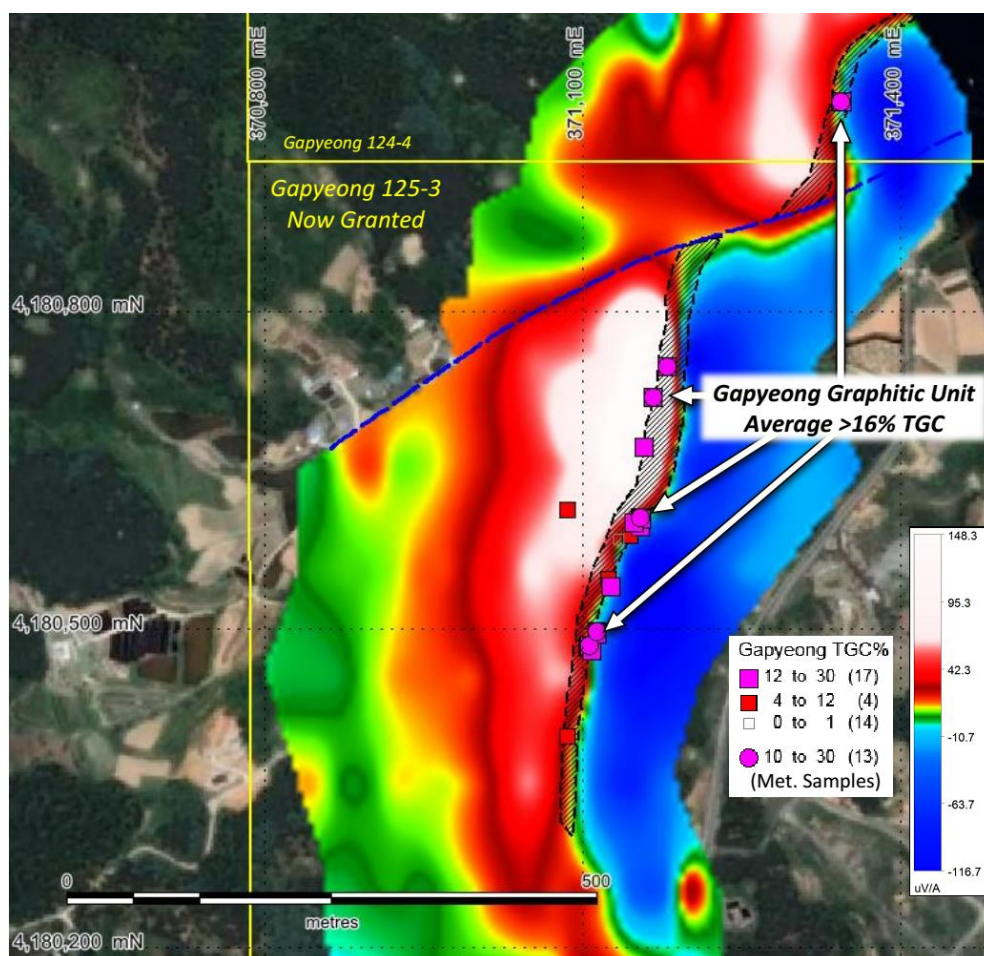 370,800 mE
371,100 mE
371,400 mE
Gapyeong 124-4
Gapyeong 125-3
Now Granted
4,180,800 mN
Gapyeong Graphitic Unit
Average >16% TGC
4,180,500 mN
Gapyeong TGC%
12 to 30 (17)
4 to 12 (4)
0 to 1 (14)
10 to 30 (13)
(Met. Samples)
148.3
95.3
42.3
-10.7
-63.7
-116.7
uV/A
0
500
metres
4,180,200 mN